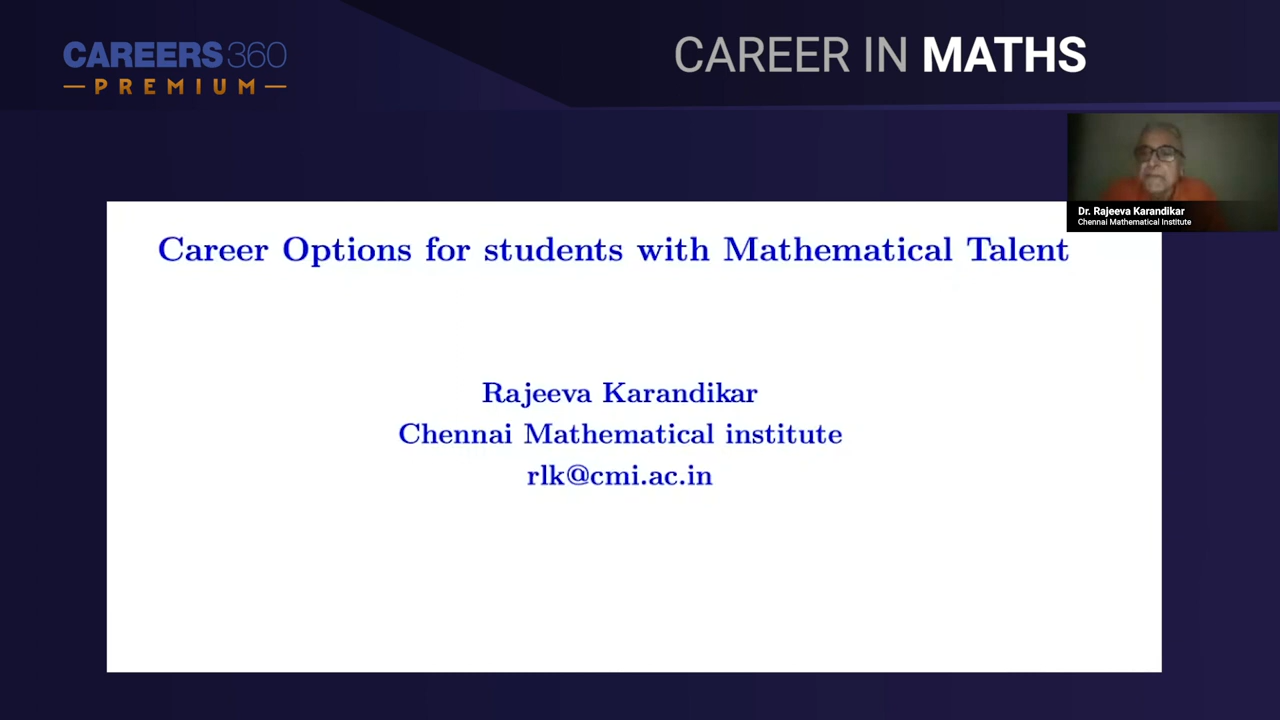 CAREERS360
PREMIUM
CAREER IN MATHS
Dr. Rajeeva Karandikar
Chennai Mathematical Institute
Career Options for students with Mathematical Talent
Rajeeva Karandikar
Chennai Mathematical institute
rlk@cmi.ac.in